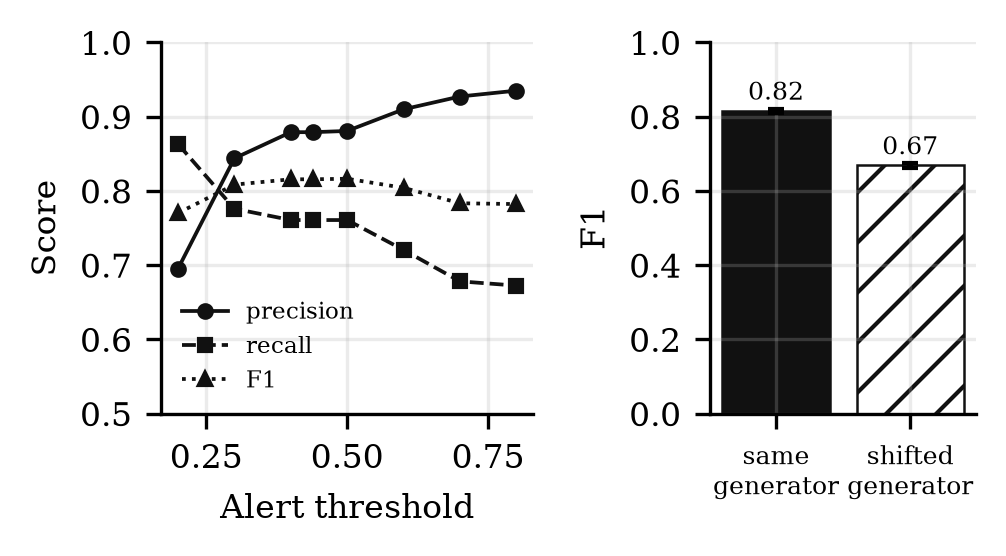 1.0
0.9
0.8
0.7
0.6
0.5
Score
precision
recall
F1
0.25 0.50 0.75
Alert threshold
1.0
0.8
0.6
0.4
0.2
0.0
F1
0.82
0.67
same
generator
shifted
generator